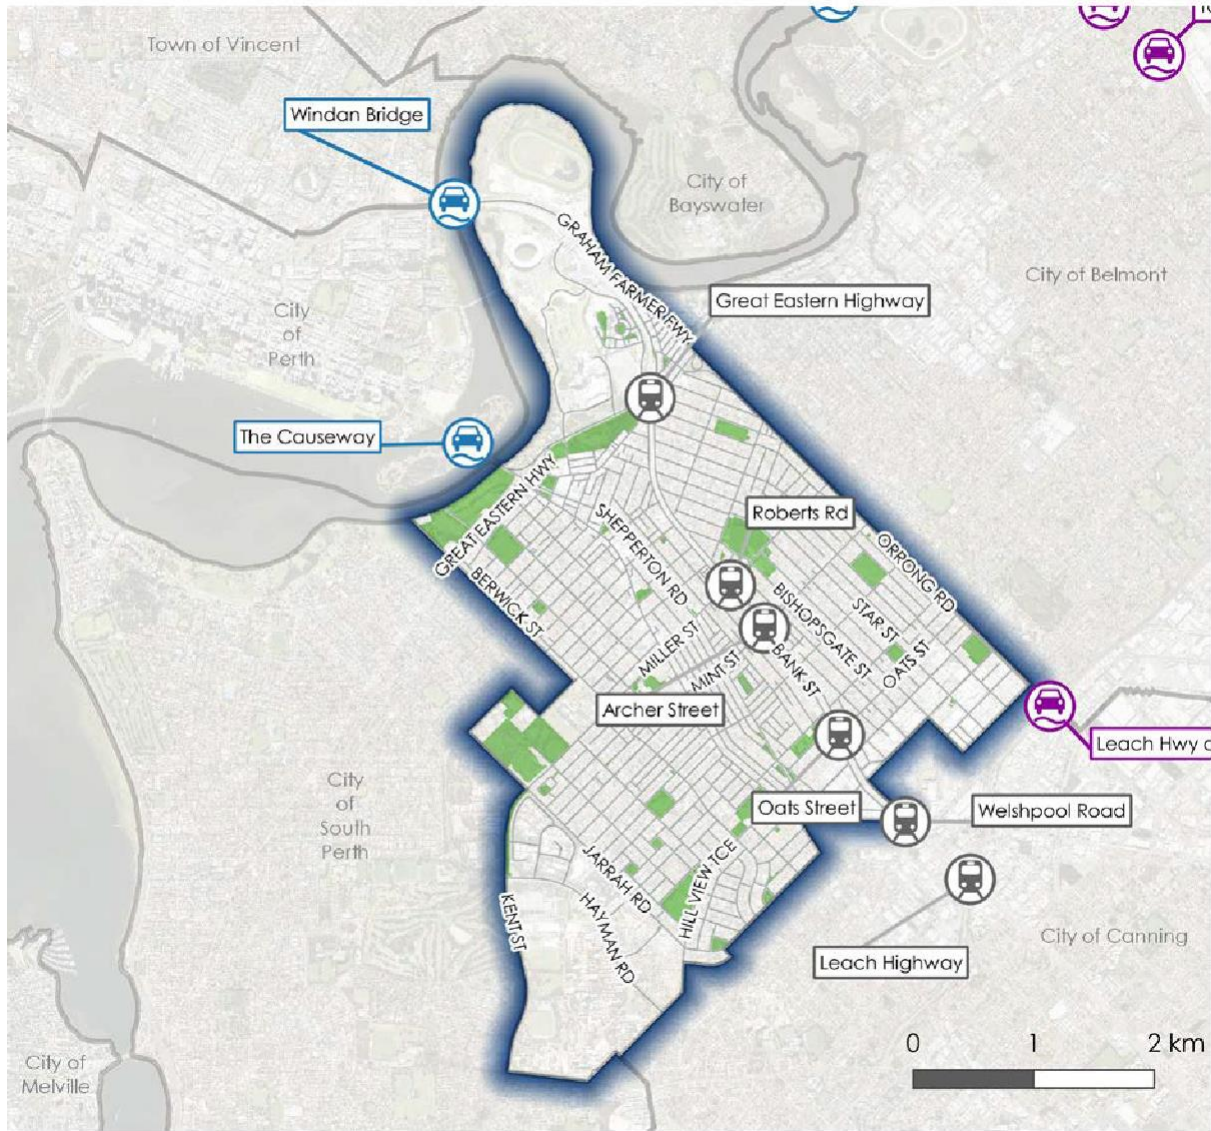 Town of Vincent
Windan Bridge
City of
Bayswater
City of Belmont
GRAHAM FARMER FWY
Great Eastern Highway
City
of
Perth
The Causeway
GREAT EASTERN HWY
SHEPPERTON RD
Roberts Rd
ORRONG RD
BERWICK ST
BISHOPSGATE ST
STAR ST
OATS ST
MILLER ST
MINT ST
BANK ST
Archer Street
Leach Hwy
City
of
South
Perth
Oats Street
Welshpool Road
JARRAH RD
HILL VIEW TCE
KENT ST
HAYMAN RD
City of Canning
Leach Highway
0 1 2 km
City of
Melville